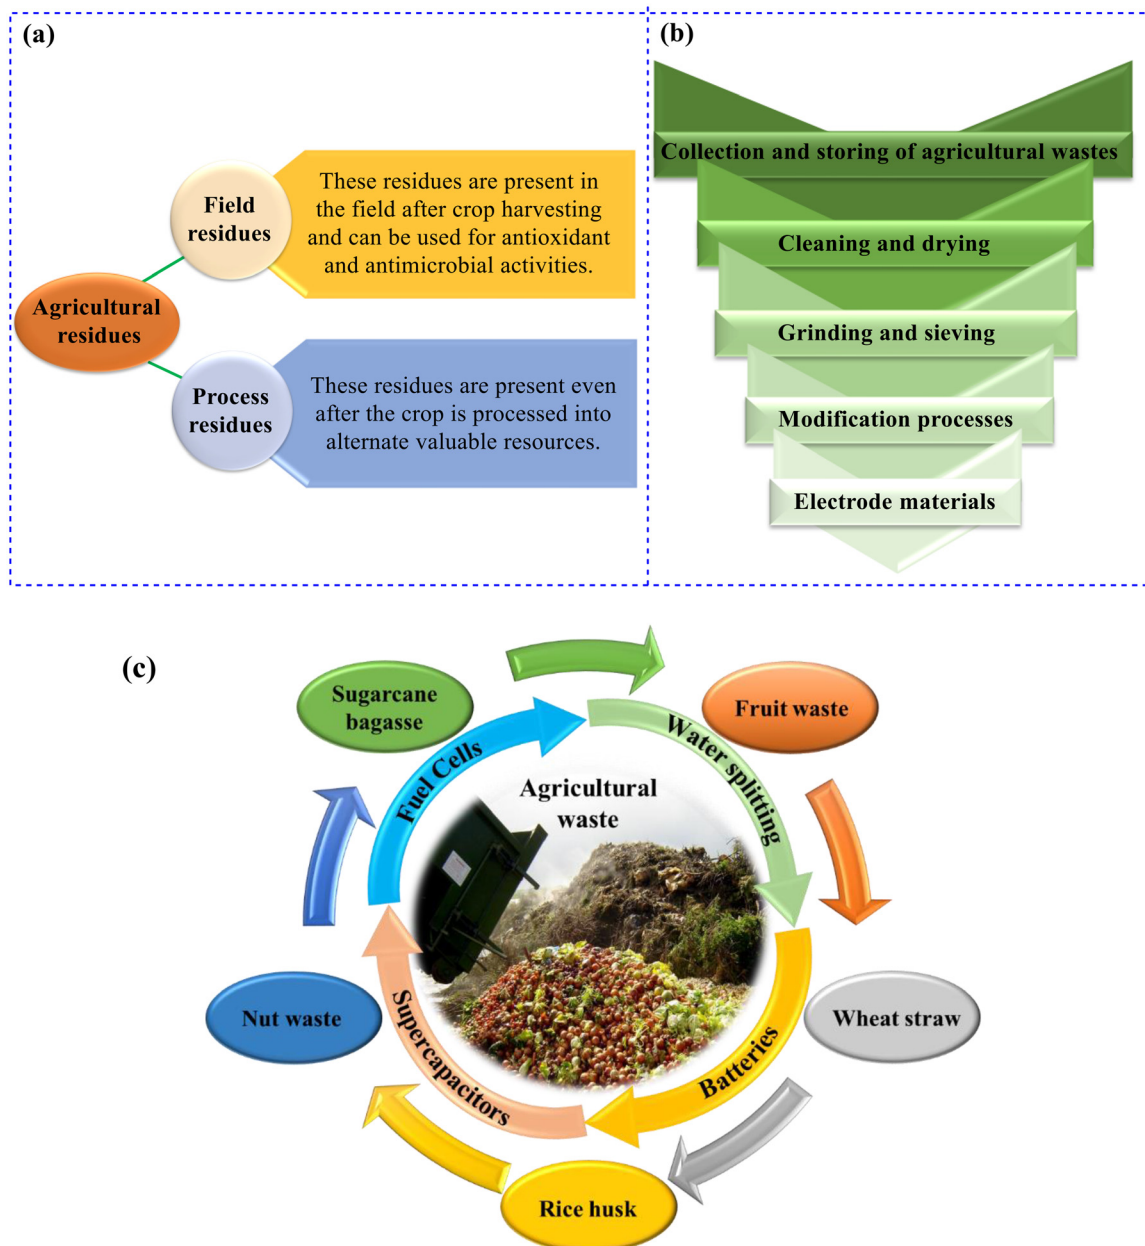 (a)
Field
residues
These residues are present in
the field after crop harvesting
and can be used for antioxidant
and antimicrobial activities.
Agricultural
residues
Process
residues
These residues are present even
after the crop is processed into
alternate valuable resources.
(b)
Collection and storing of agricultural wastes
Cleaning and drying
Grinding and sieving
Modification processes
Electrode materials
(c)
Sugarcane
bagasse
Fruit waste
Wheat straw
Rice husk
Nut waste
Fuel Cells
Water splitting
Batteries
Supercapacitors
Agricultural
waste